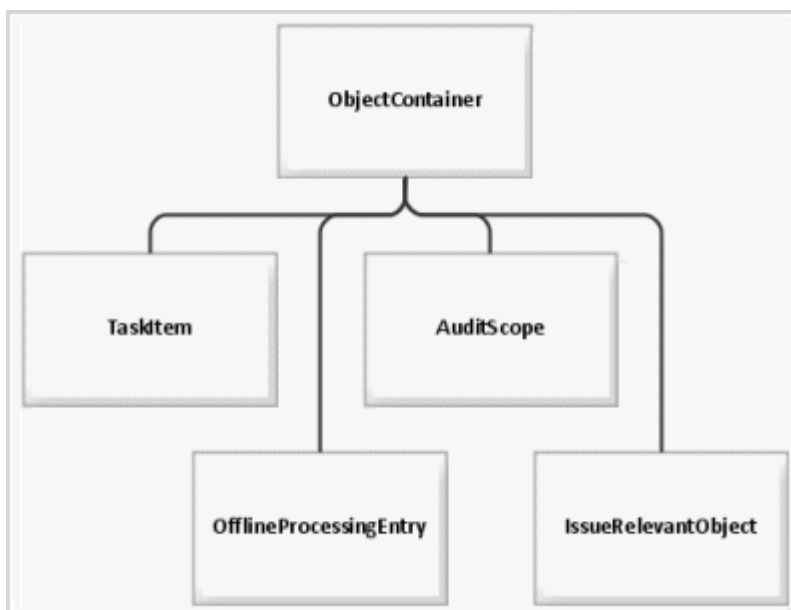 ObjectContainer
TaskItem
AuditScope
OfflineProcessingEntry
IssueRelevantObject